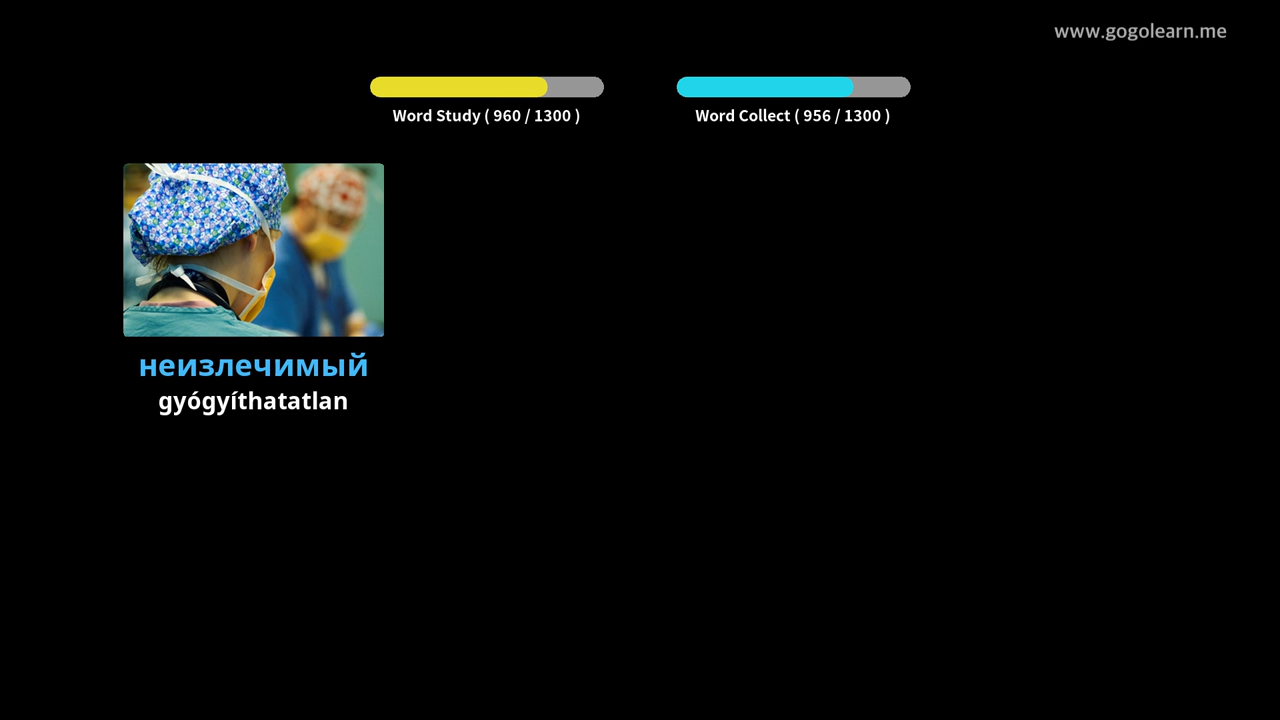 www.gogolearn.me
Word Study ( 960 / 1300 )
Word Collect ( 956 / 1300 )
неизлечимый
gyógyíthatatlan